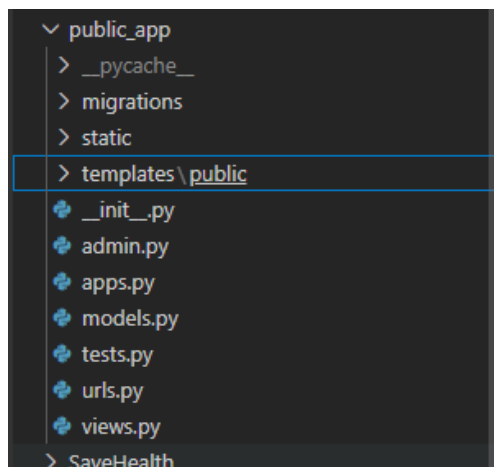 public_app
__pycache__
migrations
static
templates\public
__init__.py
admin.py
apps.py
models.py
tests.py
urls.py
views.py
SaveHealth